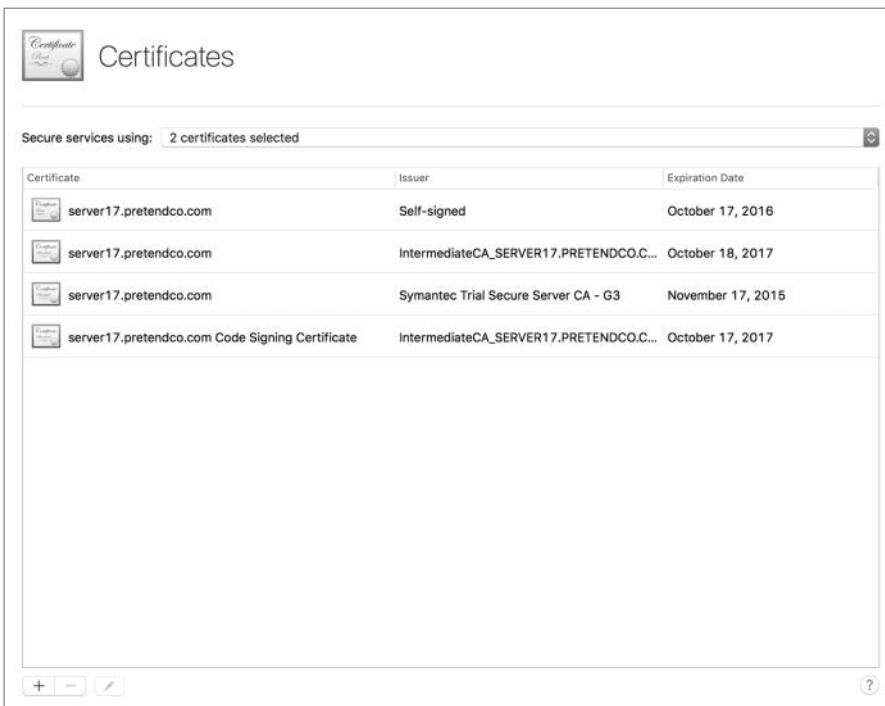 Certificates
Secure services using: 2 certificates selected
Certificate Issuer Expiration Date
server17.pretendco.com Self-signed October 17, 2016
server17.pretendco.com IntermediateCA_SERVER17.PRETENDCO.C... October 18, 2017
server17.pretendco.com Symantec Trial Secure Server CA - G3 November 17, 2015
server17.pretendco.com Code Signing Certificate IntermediateCA_SERVER17.PRETENDCO.C... October 17, 2017
+ − ?